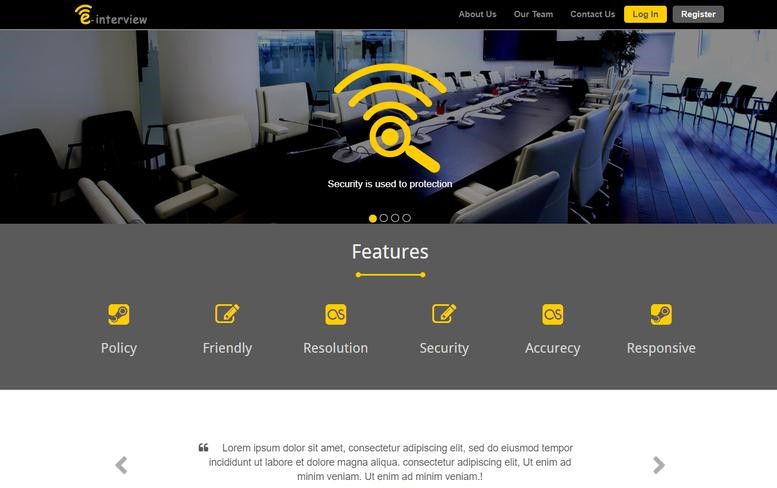 e-interview
About Us Our Team Contact Us Log In Register
Security is used to protection
Features
Policy Friendly Resolution Security Accurecy Responsive
“ Lorem ipsum dolor sit amet, consectetur adipiscing elit, sed do eiusmod tempor
incididunt ut labore et dolore magna aliqua. consectetur adipiscing elit, Ut enim ad
minim veniam. Ut enim ad minim veniam.!